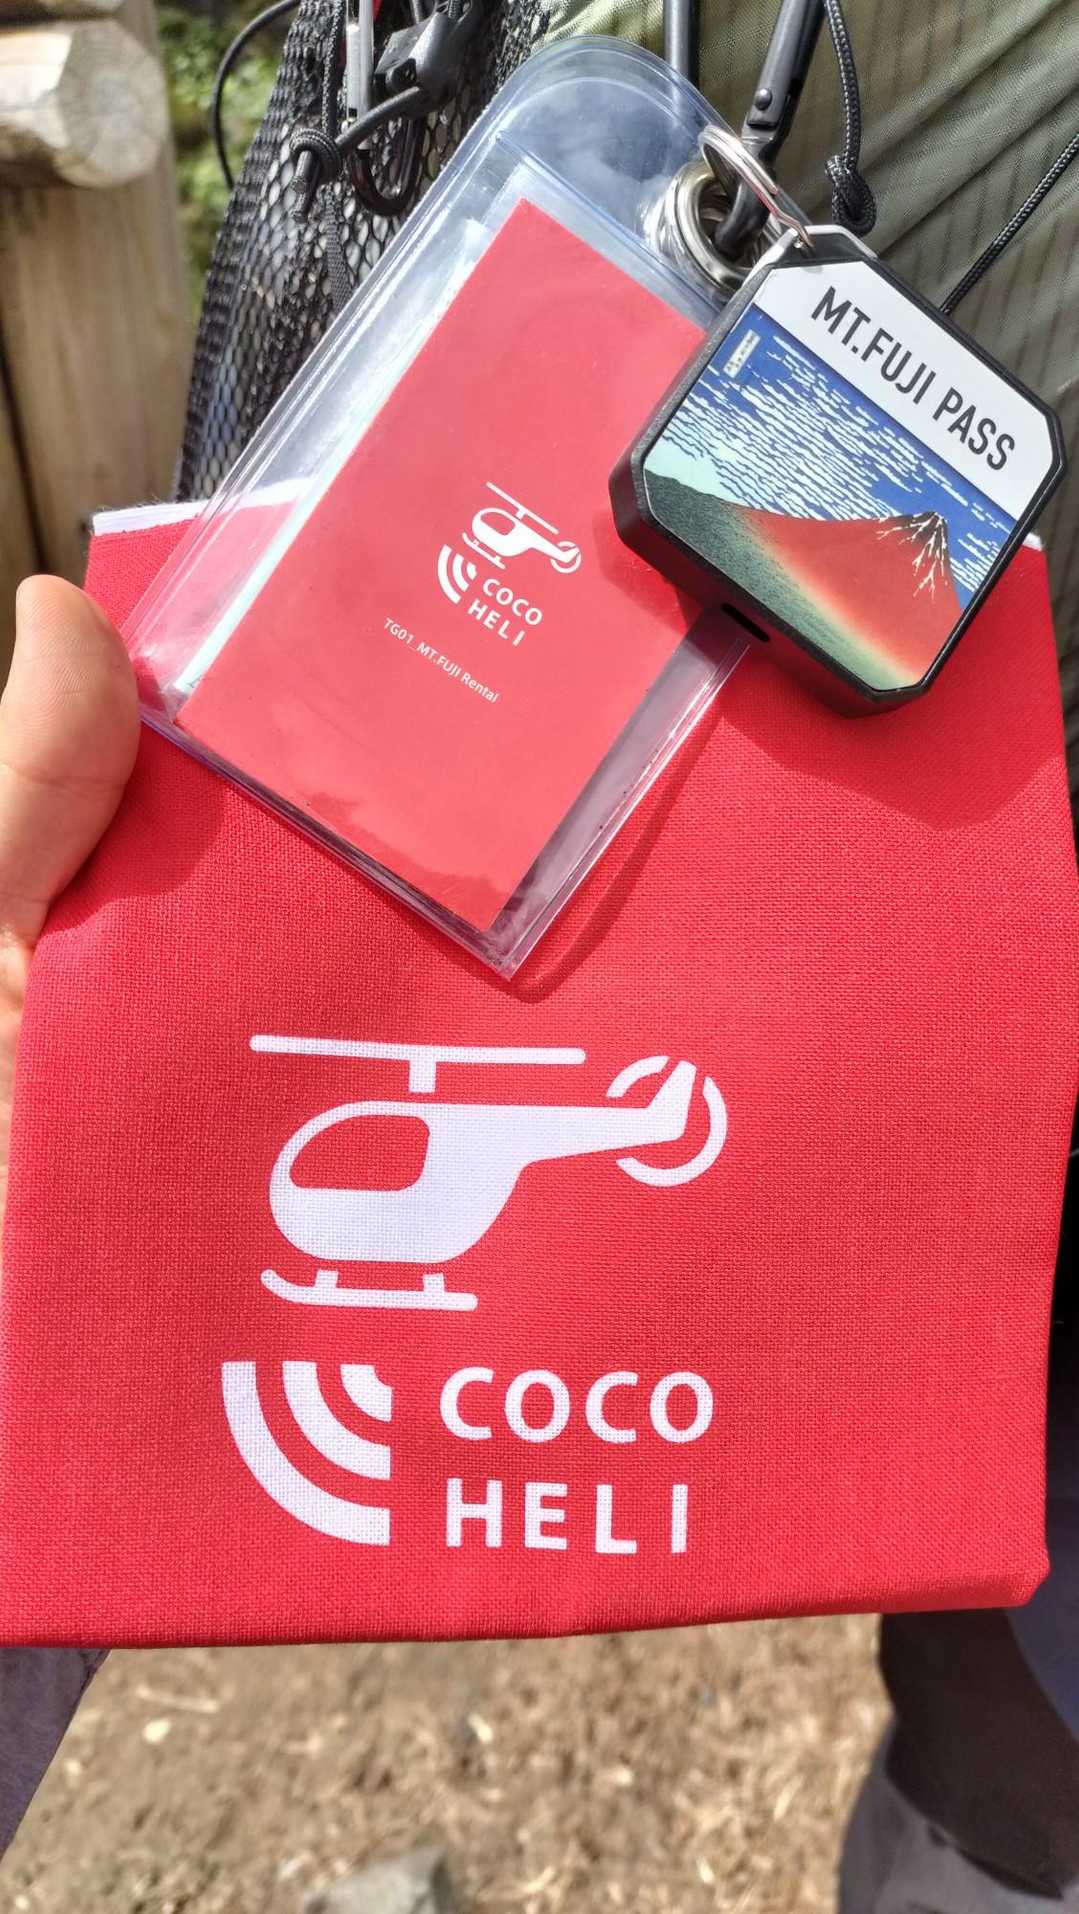 MT.FUJI PASS
COCO
HELI
TG01_MT.FUJI Rental
COCO
HELI